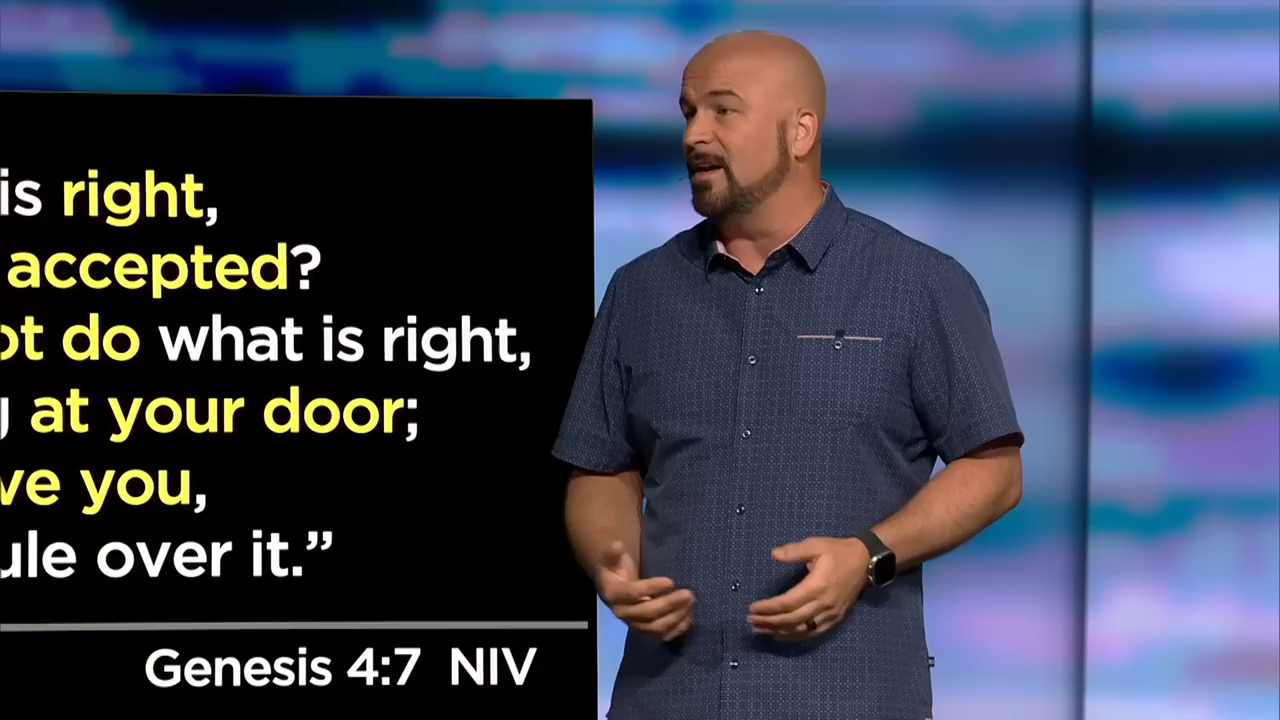 is right,
accepted?
ot do what is right,
g at your door;
ve you,
ule over it.”
Genesis 4:7 NIV